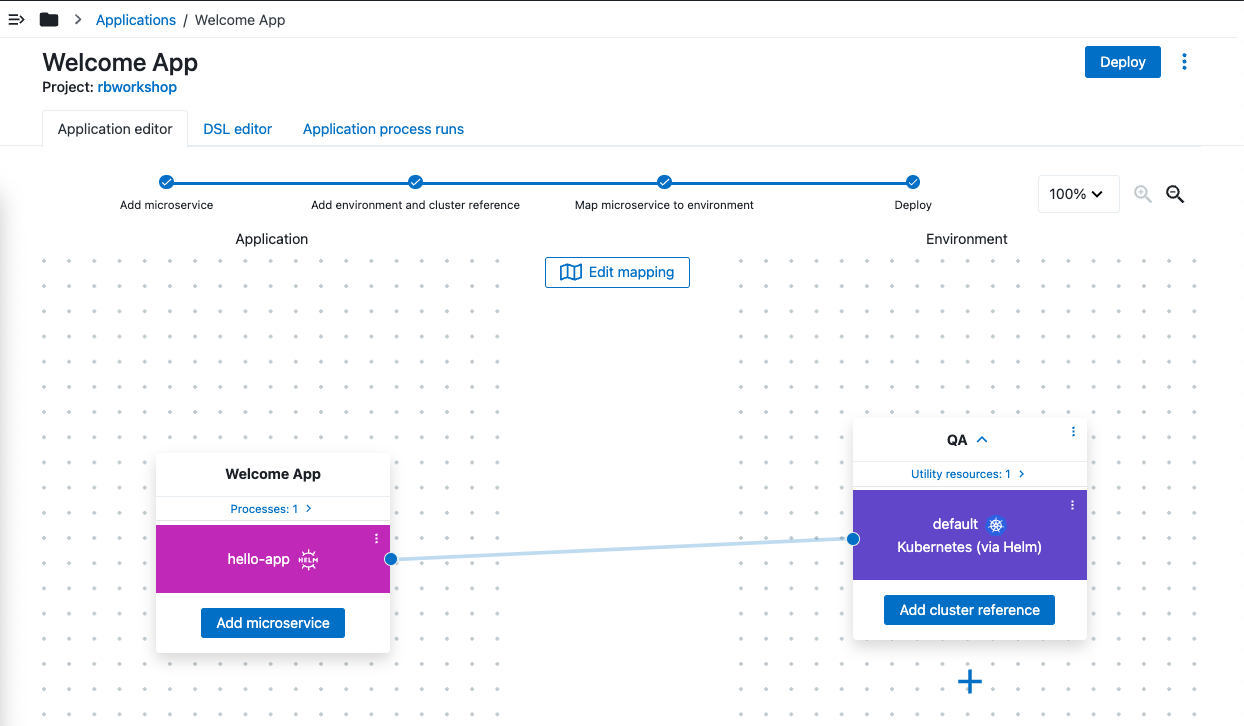 Applications / Welcome App
Welcome App
Deploy
Project: rbworkshop
Application editor
DSL editor
Application process runs
Add microservice
Add environment and cluster reference
Map microservice to environment
Deploy
100%
Application
Environment
Edit mapping
Welcome App
Processes: 1
hello-app
HELM
Add microservice
QA
Utility resources: 1
default
Kubernetes (via Helm)
Add cluster reference